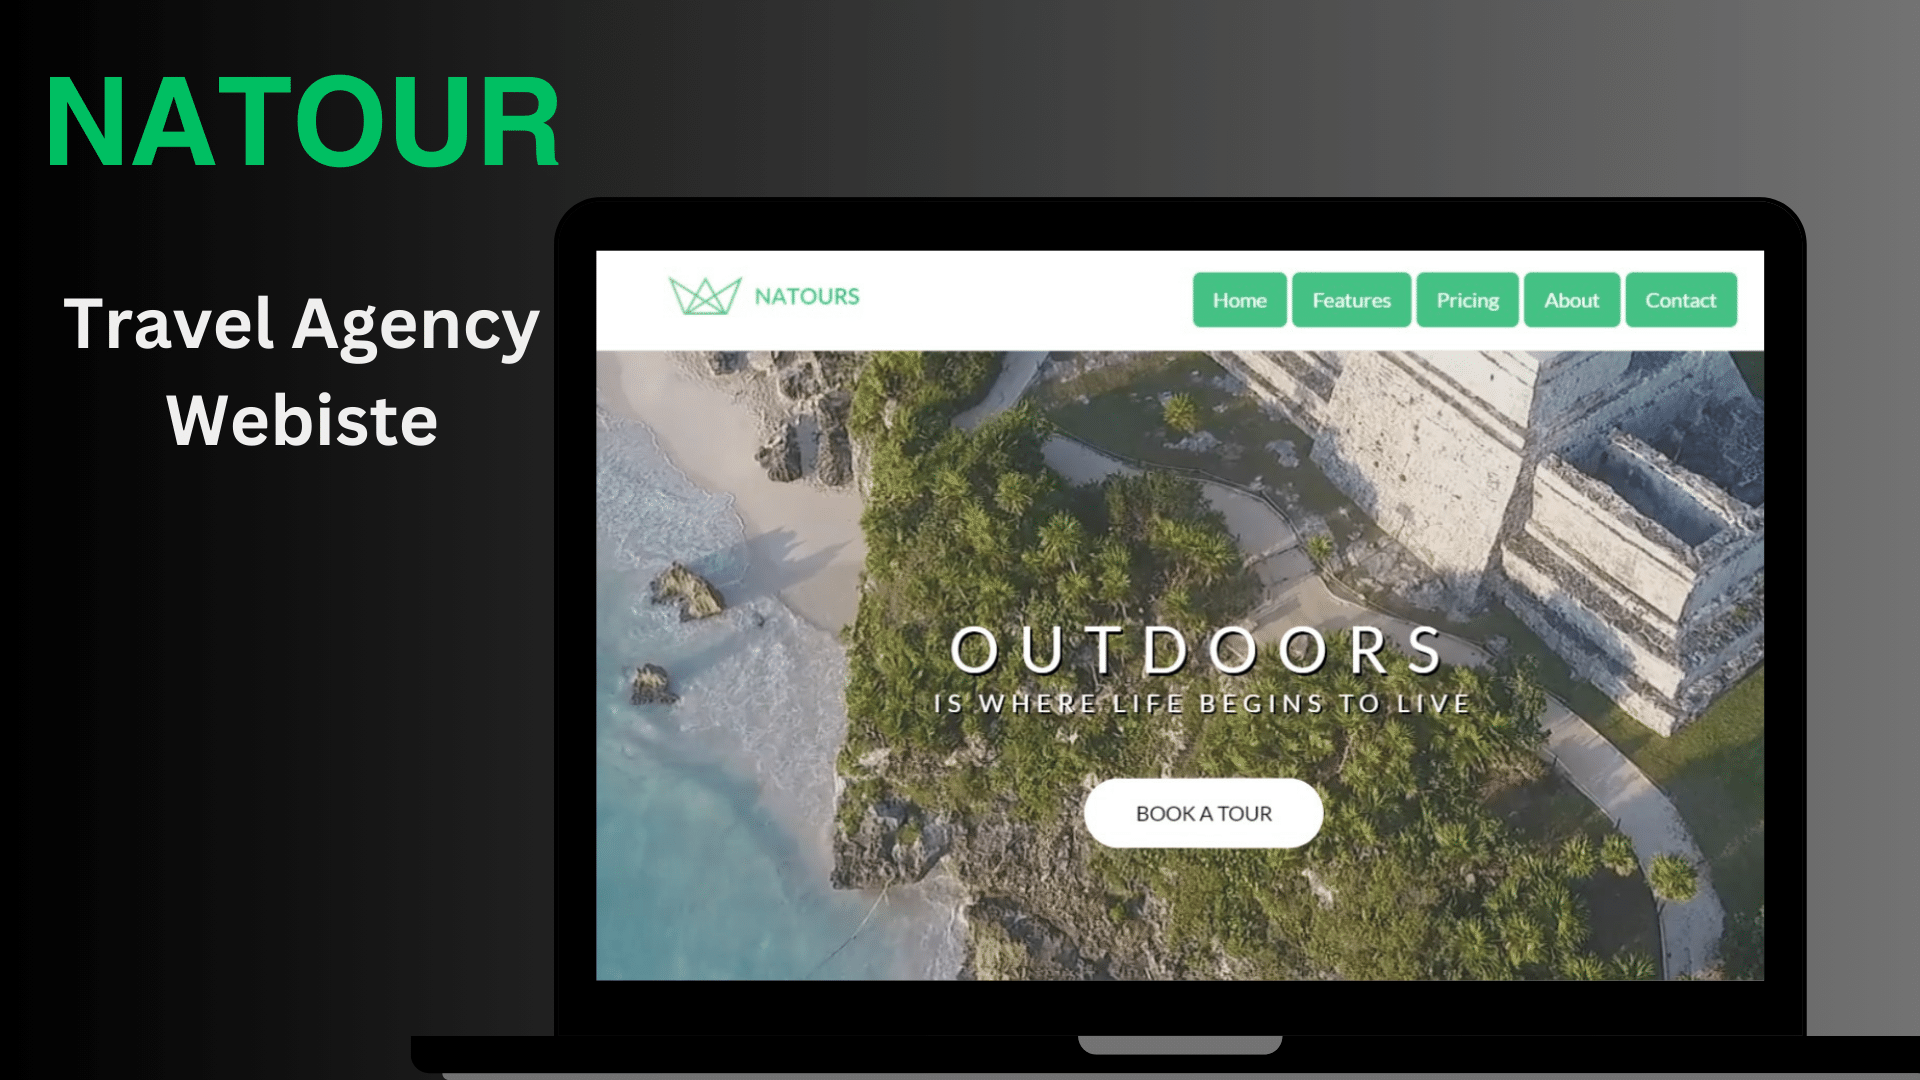 NATOUR
Travel Agency
Webiste
NATOURS
Home Features Pricing About Contact
OUTDOORS
IS WHERE LIFE BEGINS TO LIVE
BOOK A TOUR